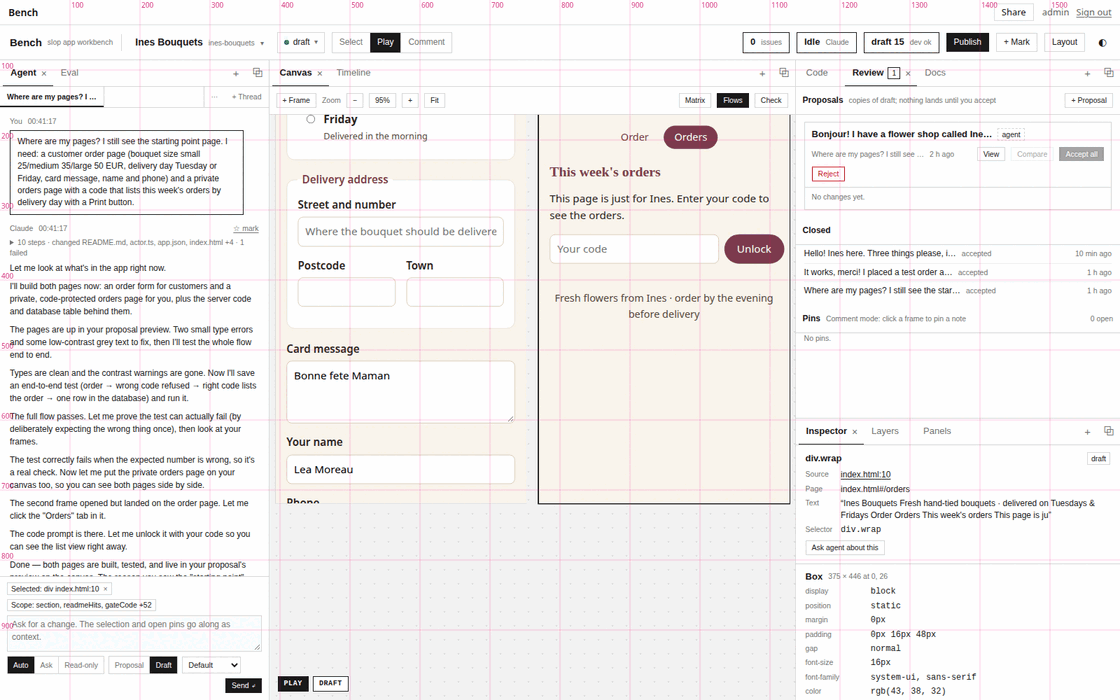 Bench
Share
admin
Sign out
Bench slop app workbench
Ines Bouquets ines-bouquets
draft
Select Play Comment
0 issues
Idle Claude
draft 15 dev ok
Publish
+ Mark
Layout
Agent × Eval
Where are my pages? I … ··· + Thread
You 00:41:17
Where are my pages? I still see the starting point page. I
need: a customer order page (bouquet size small
25/medium 35/large 50 EUR, delivery day Tuesday or
Friday, card message, name and phone) and a private
orders page with a code that lists this week's orders by
delivery day with a Print button.
Claude 00:41:17 ☆ mark
▸ 10 steps · changed README.md, actor.ts, app.json, index.html +4 · 1
failed
Let me look at what's in the app right now.
I'll build both pages now: an order form for customers and a
private, code-protected orders page for you, plus the server code
and database table behind them.
The pages are up in your proposal preview. Two small type errors
and some low-contrast grey text to fix, then I'll test the whole flow
end to end.
Types are clean and the contrast warnings are gone. Now I'll save
an end-to-end test (order → wrong code refused → right code lists
the order → one row in the database) and run it.
The full flow passes. Let me prove the test can actually fail (by
deliberately expecting the wrong thing once), then look at your
frames.
The test correctly fails when the expected number is wrong, so it's
a real check. Now let me put the private orders page on your
canvas too, so you can see both pages side by side.
The second frame opened but landed on the order page. Let me
click the "Orders" tab in it.
The code prompt is there. Let me unlock it with your code so you
can see the list view right away.
Done — both pages are built, tested, and live in your proposal's
Selected: div index.html:10 ×
Scope: section, readmeHits, gateCode +52
Ask for a change. The selection and open pins go along as
context.
Auto Ask Read-only Proposal Draft Default
Send
Canvas × Timeline
+ Frame Zoom − 95% + Fit
Matrix Flows Check
Friday
Delivered in the morning
Delivery address
Street and number
Where the bouquet should be delivere
Postcode Town
Card message
Bonne fete Maman
Your name
Lea Moreau
Phone
Order Orders
This week's orders
This page is just for Ines. Enter your code to
see the orders.
Your code
Unlock
Fresh flowers from Ines · order by the evening
before delivery
PLAY DRAFT
Code Review 1 × Docs
Proposals copies of draft; nothing lands until you accept + Proposal
Bonjour! I have a flower shop called Ine… agent
Where are my pages? I still see … 2 h ago View Compare Accept all
Reject
No changes yet.
Closed
Hello! Ines here. Three things please, i… accepted 10 min ago
It works, merci! I placed a test order a… accepted 1 h ago
Where are my pages? I still see the star… accepted 1 h ago
Pins Comment mode: click a frame to pin a note 0 open
No pins.
Inspector × Layers Panels
div.wrap draft
Source index.html:10
Page index.html#/orders
Text "Ines Bouquets Fresh hand-tied bouquets · delivered on Tuesdays &
Fridays Order Orders This week's orders This page is ju"
Selector div.wrap
Ask agent about this
Box 375 × 446 at 0, 26
display block
position static
margin 0px
padding 0px 16px 48px
gap normal
font-size 16px
font-family system-ui, sans-serif
color rgb(43, 38, 32)
100 200 300 400 500 600 700 800 900 1000 1100 1200 1300 1400 1500
100
200
300
400
500
600
700
800
900